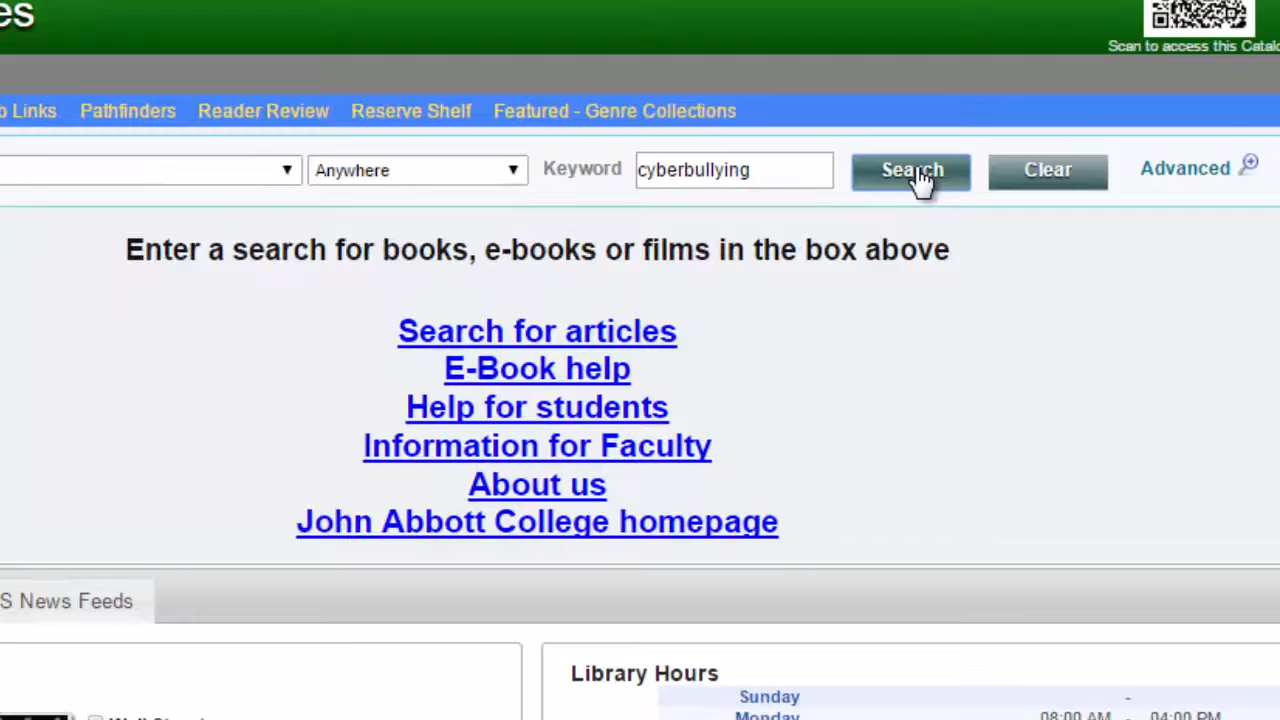 es
Scan to access this Catalo
b Links Pathfinders Reader Review Reserve Shelf Featured - Genre Collections
Anywhere Keyword cyberbullying Search Clear Advanced
Enter a search for books, e-books or films in the box above
Search for articles
E-Book help
Help for students
Information for Faculty
About us
John Abbott College homepage
S News Feeds
Library Hours
Sunday -
Monday 08:00 AM - 04:00 PM